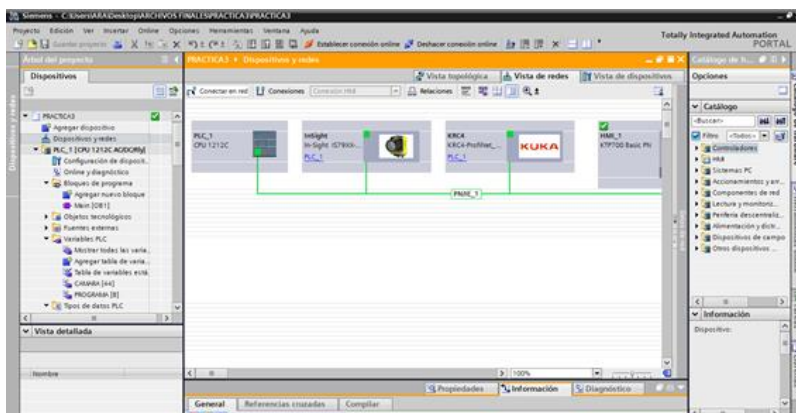 Siemens - C:\Users\ARA\Desktop\ARCHIVOS FINALES\PRACTICA3\PRACTICA3
Proyecto Edición Ver Insertar Online Opciones Herramientas Ventana Ayuda
Totally Integrated Automation
PORTAL
Guardar proyecto
Establecer conexión online
Deshacer conexión online
Árbol del proyecto
PRACTICA3 > Dispositivos y redes
Dispositivos
Vista topológica
Vista de redes
Vista de dispositivos
Opciones
Conectar en red
Conexiones
Conexión HMI
Relaciones
Catálogo
<Buscar>
Filtro
<Todos>
PRACTICA3
Agregar dispositivo
Dispositivos y redes
PLC_1 [CPU 1212C AC/DC/Rly]
Configuración de disposit...
Online y diagnóstico
Bloques de programa
Agregar nuevo bloque
Main [OB1]
Objetos tecnológicos
Fuentes externas
Variables PLC
Mostrar todas las varia...
Agregar tabla de varia...
Tabla de variables está...
CAMARA [44]
PROGRAMA [8]
Tipos de datos PLC
PLC_1
CPU 1212C
InSight
In-Sight IS7XXX-...
PLC_1
KRC4
KRC4-ProfiNet_...
PLC_1
KUKA
HMI_1
KTP700 Basic PN
PN/IE_1
Controladores
HMI
Sistemas PC
Accionamientos y arr...
Componentes de red
Lectura y monitoriz...
Periferia descentraliz...
Alimentación y distr...
Dispositivos de campo
Otros dispositivos ...
Vista detallada
Nombre
100%
Información
Dispositivo:
Propiedades
Información
Diagnóstico
General
Referencias cruzadas
Compilar